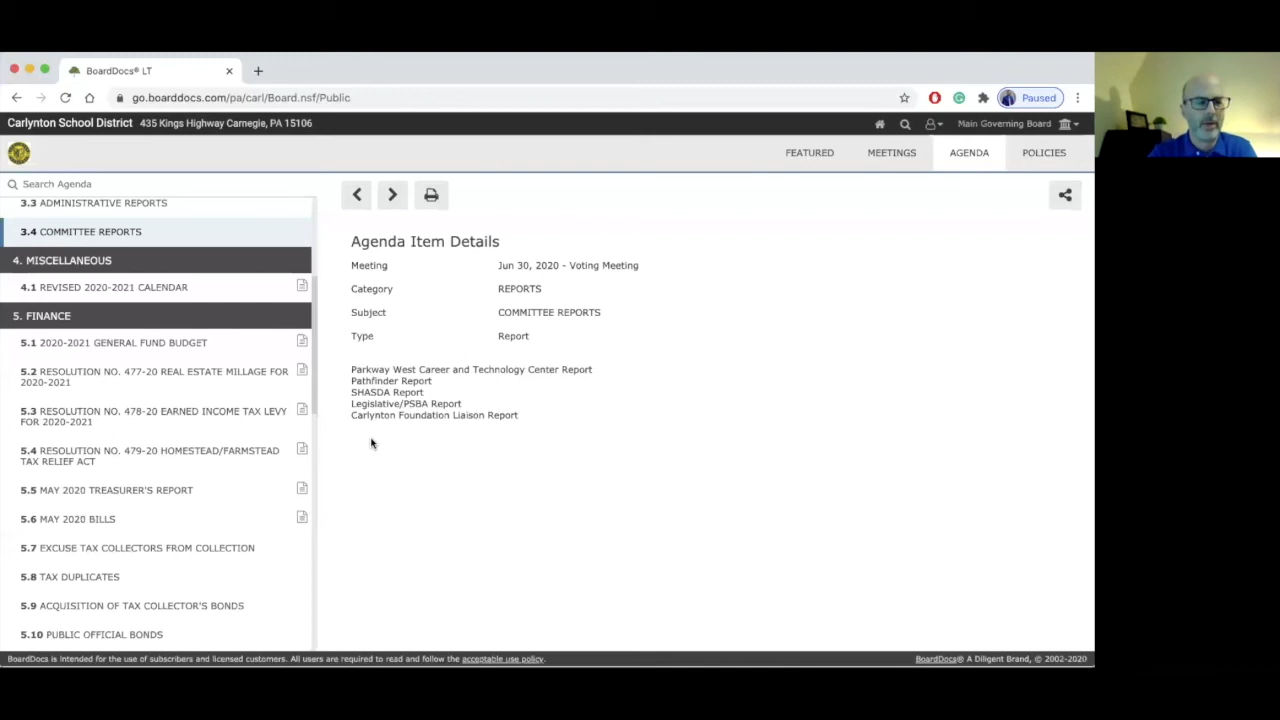 BoardDocs® LT
go.boarddocs.com/pa/carl/Board.nsf/Public
Paused
Carlynton School District 435 Kings Highway Carnegie, PA 15106
Main Governing Board
FEATURED MEETINGS AGENDA POLICIES
Search Agenda
3.3 ADMINISTRATIVE REPORTS
3.4 COMMITTEE REPORTS
4. MISCELLANEOUS
4.1 REVISED 2020-2021 CALENDAR
5. FINANCE
5.1 2020-2021 GENERAL FUND BUDGET
5.2 RESOLUTION NO. 477-20 REAL ESTATE MILLAGE FOR
2020-2021
5.3 RESOLUTION NO. 478-20 EARNED INCOME TAX LEVY
FOR 2020-2021
5.4 RESOLUTION NO. 479-20 HOMESTEAD/FARMSTEAD
TAX RELIEF ACT
5.5 MAY 2020 TREASURER'S REPORT
5.6 MAY 2020 BILLS
5.7 EXCUSE TAX COLLECTORS FROM COLLECTION
5.8 TAX DUPLICATES
5.9 ACQUISITION OF TAX COLLECTOR'S BONDS
5.10 PUBLIC OFFICIAL BONDS
Agenda Item Details
Meeting Jun 30, 2020 - Voting Meeting
Category REPORTS
Subject COMMITTEE REPORTS
Type Report
Parkway West Career and Technology Center Report
Pathfinder Report
SHASDA Report
Legislative/PSBA Report
Carlynton Foundation Liaison Report
BoardDocs is intended for the use of subscribers and licensed customers. All users are required to read and follow the acceptable use policy.
BoardDocs® A Diligent Brand, © 2002-2020